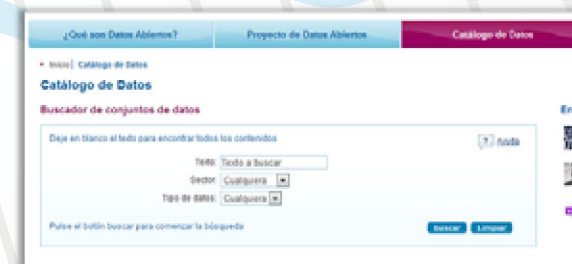 ¿Qué son Datos Abiertos? Proyecto de Datos Abiertos Catálogo de Datos
Inicio | Catálogo de Datos
Catálogo de Datos
Buscador de conjuntos de datos
Deje en blanco el texto para encontrar todos los contenidos
? Ayuda
Texto: Texto a buscar
Sector: Cualquiera
Tipo de datos: Cualquiera
Pulse el botón buscar para comenzar la búsqueda
Buscar Limpiar
En